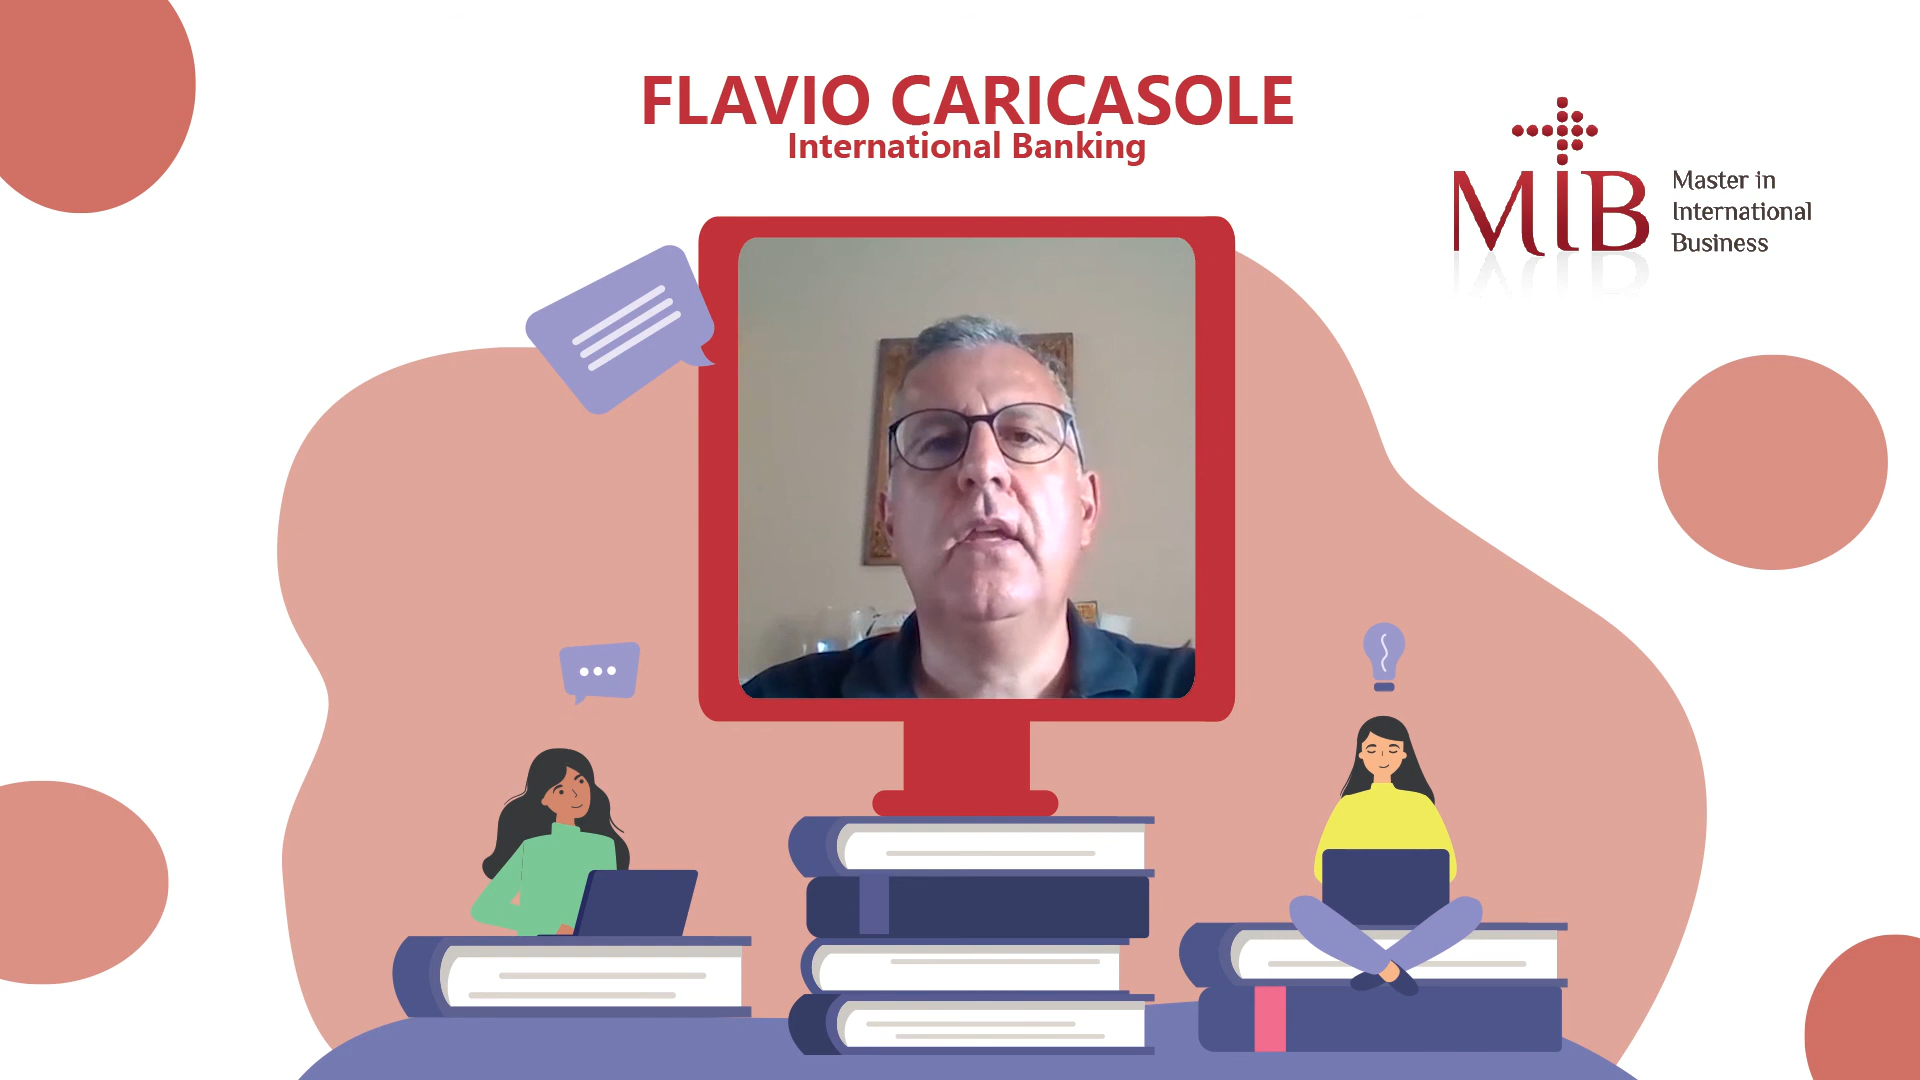 FLAVIO CARICASOLE
International Banking
MIB
Master in
International
Business